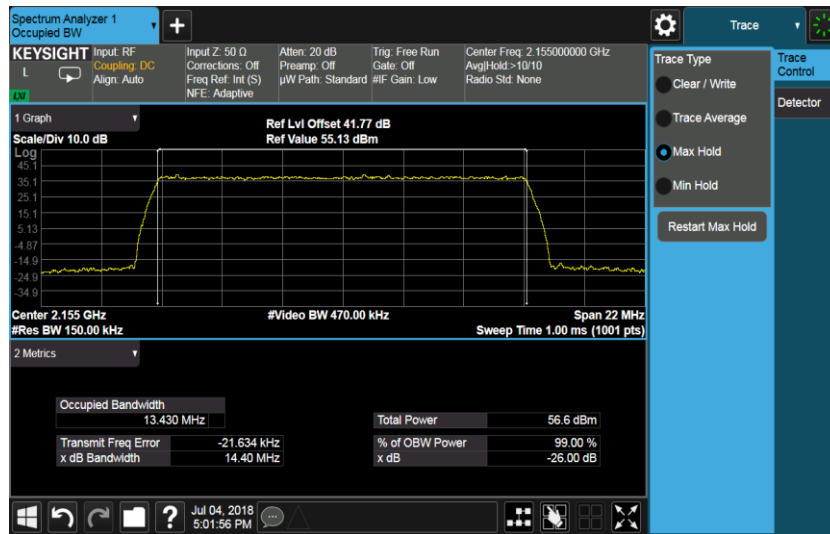 Spectrum Analyzer 1
Occupied BW
+
Trace
KEYSIGHT
L
LXI
Input: RF
Coupling: DC
Align: Auto
Input Z: 50 Ω
Corrections: Off
Freq Ref: Int (S)
NFE: Adaptive
Atten: 20 dB
Preamp: Off
µW Path: Standard
Trig: Free Run
Gate: Off
#IF Gain: Low
Center Freq: 2.155000000 GHz
Avg|Hold:>10/10
Radio Std: None
1 Graph
Scale/Div 10.0 dB
Ref Lvl Offset 41.77 dB
Ref Value 55.13 dBm
Log
45.1
35.1
25.1
15.1
5.13
-4.87
-14.9
-24.9
-34.9
Center 2.155 GHz
#Video BW 470.00 kHz
Span 22 MHz
#Res BW 150.00 kHz
Sweep Time 1.00 ms (1001 pts)
2 Metrics
Occupied Bandwidth
13.430 MHz
Total Power 56.6 dBm
Transmit Freq Error -21.634 kHz
% of OBW Power 99.00 %
x dB Bandwidth 14.40 MHz
x dB -26.00 dB
?
Jul 04, 2018
5:01:56 PM
Trace Type
Clear / Write
Trace Average
Max Hold
Min Hold
Restart Max Hold
Trace
Control
Detector